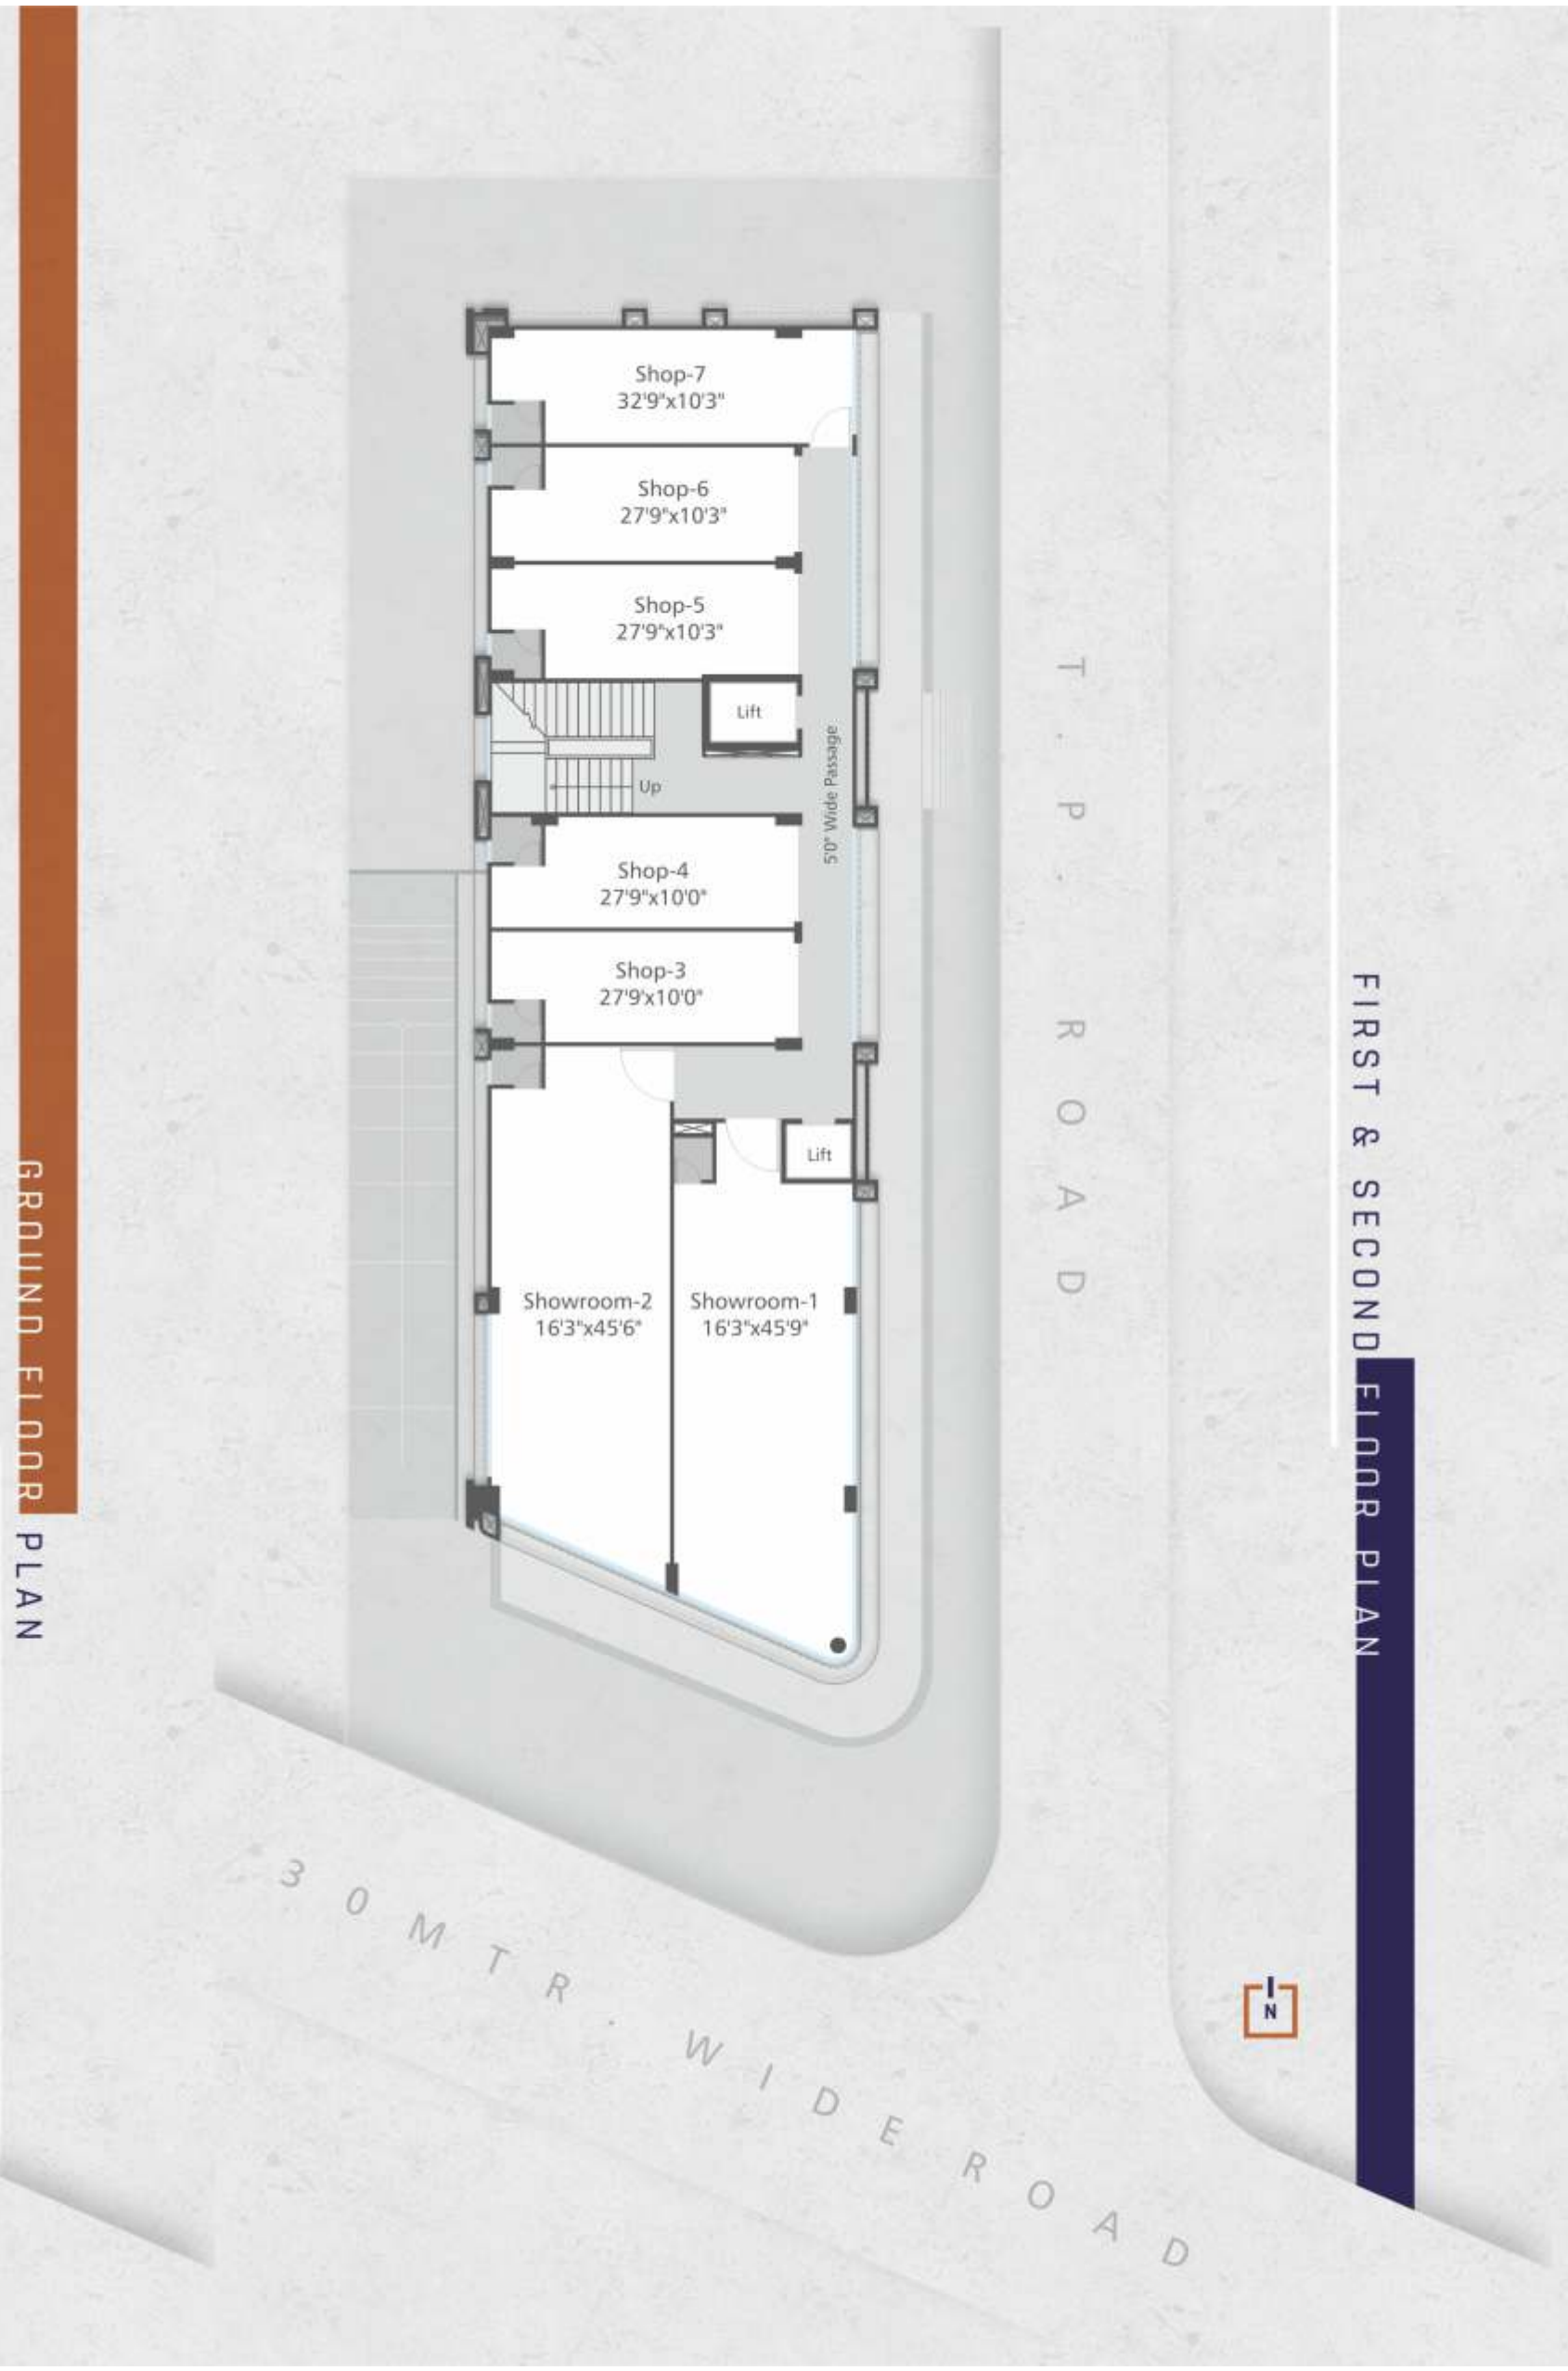 GROUND FLOOR PLAN
Shop-7
32'9"x10'3"
Shop-6
27'9"x10'3"
Shop-5
27'9"x10'3"
Lift
Up
5'0" Wide Passage
Shop-4
27'9"x10'0"
Shop-3
27'9'x10'0"
Lift
Showroom-2
16'3"x45'6"
Showroom-1
16'3"x45'9"
T.P. ROAD
FIRST & SECOND FLOOR PLAN
30MTR. WIDE ROAD
N